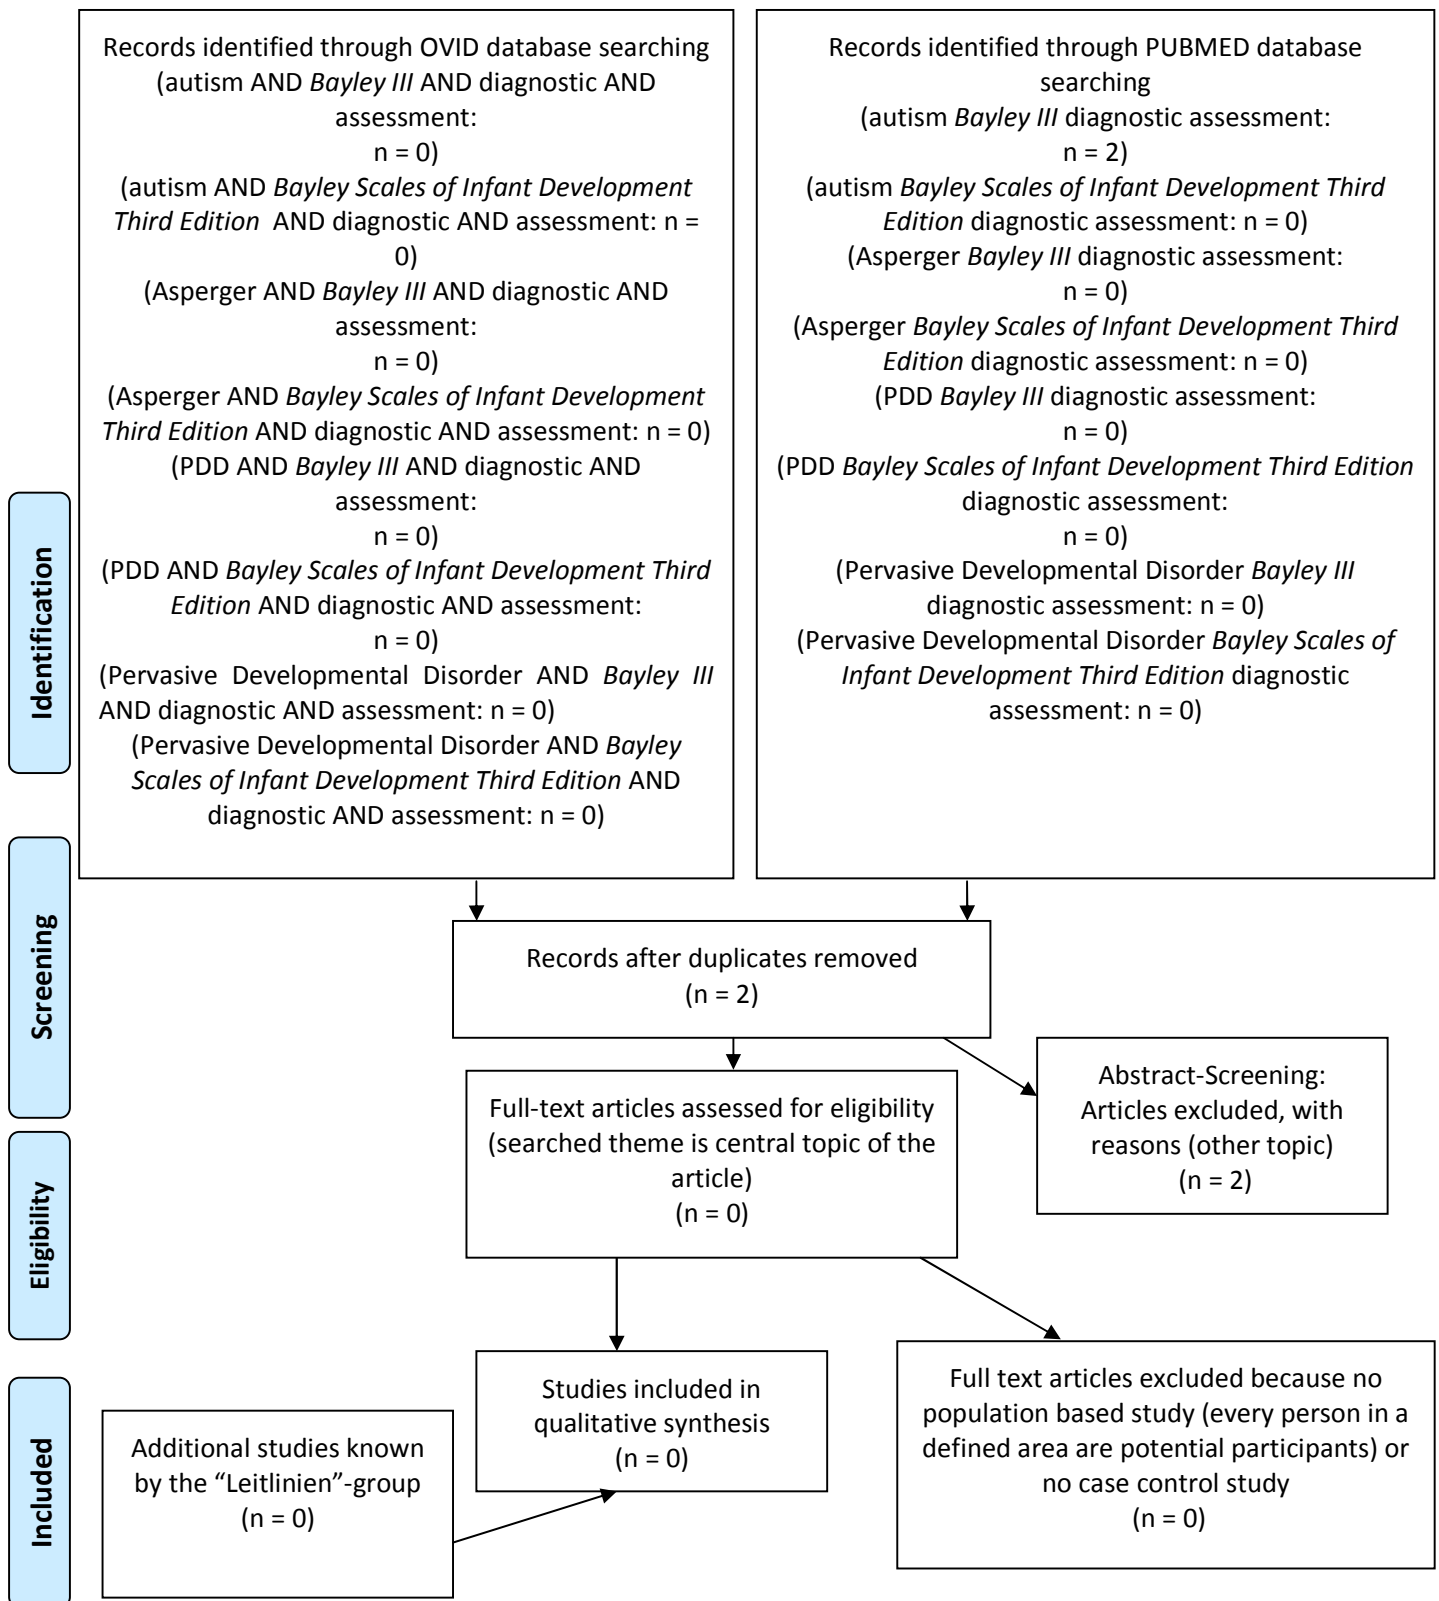 Records identified through OVID database searching
(autism AND Bayley III AND diagnostic AND
assessment:
n = 0)
(autism AND Bayley Scales of Infant Development
Third Edition AND diagnostic AND assessment: n =
0)
(Asperger AND Bayley III AND diagnostic AND
assessment:
n = 0)
(Asperger AND Bayley Scales of Infant Development
Third Edition AND diagnostic AND assessment: n = 0)
(PDD AND Bayley III AND diagnostic AND
assessment:
n = 0)
(PDD AND Bayley Scales of Infant Development Third
Edition AND diagnostic AND assessment:
n = 0)
(Pervasive Developmental Disorder AND Bayley III
AND diagnostic AND assessment: n = 0)
(Pervasive Developmental Disorder AND Bayley
Scales of Infant Development Third Edition AND
diagnostic AND assessment: n = 0)
Records identified through PUBMED database
searching
(autism Bayley III diagnostic assessment:
n = 2)
(autism Bayley Scales of Infant Development Third
Edition diagnostic assessment: n = 0)
(Asperger Bayley III diagnostic assessment:
n = 0)
(Asperger Bayley Scales of Infant Development Third
Edition diagnostic assessment: n = 0)
(PDD Bayley III diagnostic assessment:
n = 0)
(PDD Bayley Scales of Infant Development Third Edition
diagnostic assessment:
n = 0)
(Pervasive Developmental Disorder Bayley III
diagnostic assessment: n = 0)
(Pervasive Developmental Disorder Bayley Scales of
Infant Development Third Edition diagnostic
assessment: n = 0)
Identification
Screening
Records after duplicates removed
(n = 2)
Abstract-Screening:
Articles excluded, with
reasons (other topic)
(n = 2)
Eligibility
Full-text articles assessed for eligibility
(searched theme is central topic of the
article)
(n = 0)
Full text articles excluded because no
population based study (every person in a
defined area are potential participants) or
no case control study
(n = 0)
Included
Studies included in
qualitative synthesis
(n = 0)
Additional studies known
by the “Leitlinien”-group
(n = 0)